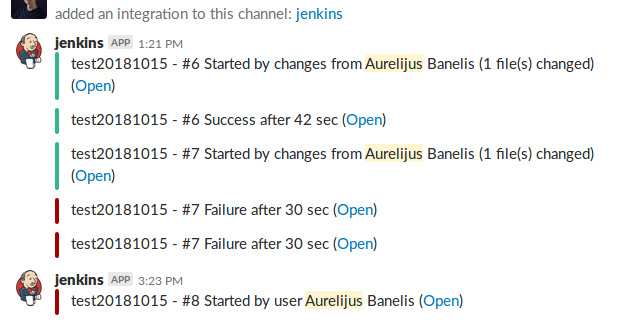 added an integration to this channel: jenkins
jenkins APP 1:21 PM
test20181015 - #6 Started by changes from Aurelijus Banelis (1 file(s) changed)
(Open)
test20181015 - #6 Success after 42 sec (Open)
test20181015 - #7 Started by changes from Aurelijus Banelis (1 file(s) changed)
(Open)
test20181015 - #7 Failure after 30 sec (Open)
test20181015 - #7 Failure after 30 sec (Open)
jenkins APP 3:23 PM
test20181015 - #8 Started by user Aurelijus Banelis (Open)